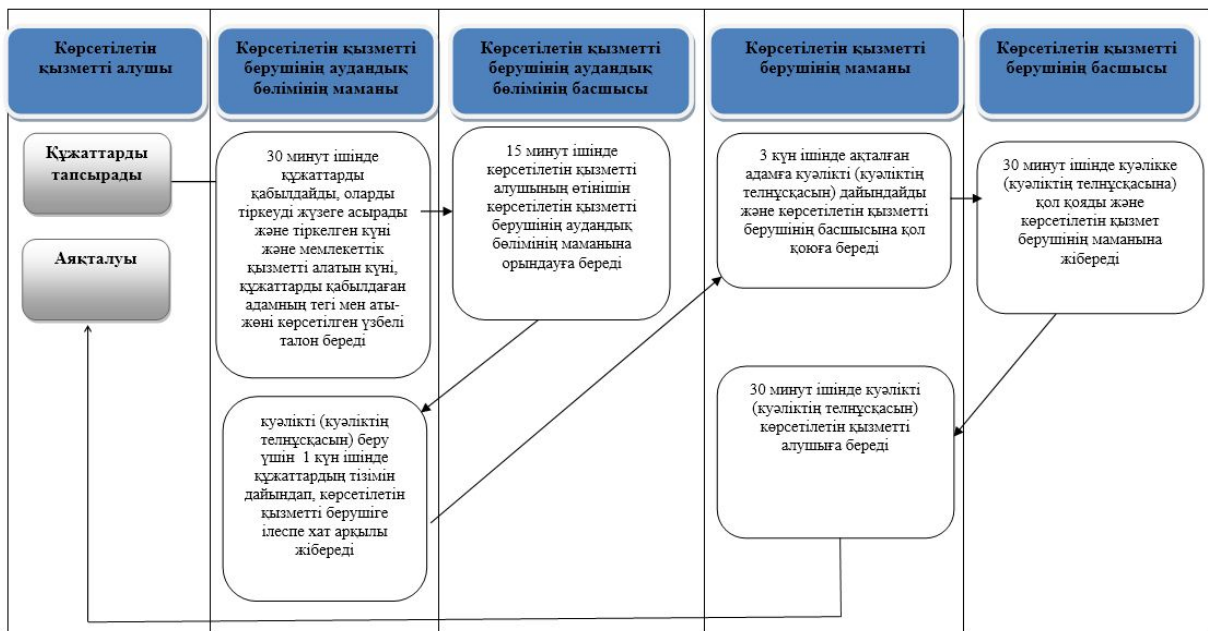 Көрсетілетін
қызметті алушы
Көрсетілетін қызметті
берушінің аудандық
бөлімінің маманы
Көрсетілетін қызметті
берушінің аудандық
бөлімінің басшысы
Көрсетілетін қызметті
берушінің маманы
Көрсетілетін қызметті
берушінің басшысы
Құжаттарды
тапсырады
Аяқталуы
30 минут ішінде
құжаттарды
қабылдайды, оларды
тіркеуді жүзеге асырады
және тіркелген күні
және мемлекеттік
қызметті алатын күні,
құжаттарды қабылдаған
адамның тегі мен аты-
жөні көрсетілген үзбелі
талон береді
15 минут ішінде
көрсетілетін қызметті
алушының өтінішін
көрсетілетін қызметті
берушінің аудандық
бөлімінің маманына
орындауға береді
куәлікті (куәліктің
телнұсқасын) беру
үшін 1 күн ішінде
құжаттардың тізімін
дайындап, көрсетілетін
қызметті берушіге
ілеспе хат арқылы
жібереді
3 күн ішінде ақталған
адамға куәлікті (куәліктің
телнұсқасын) дайындайды
және көрсетілетін қызметті
берушінің басшысына қол
қоюға береді
30 минут ішінде куәлікке
(куәліктің телнұсқасына)
қол қояды және
көрсетілетін қызмет
берушінің маманына
жібереді
30 минут ішінде куәлікті
(куәліктің телнұсқасын)
көрсетілетін қызметті
алушыға береді